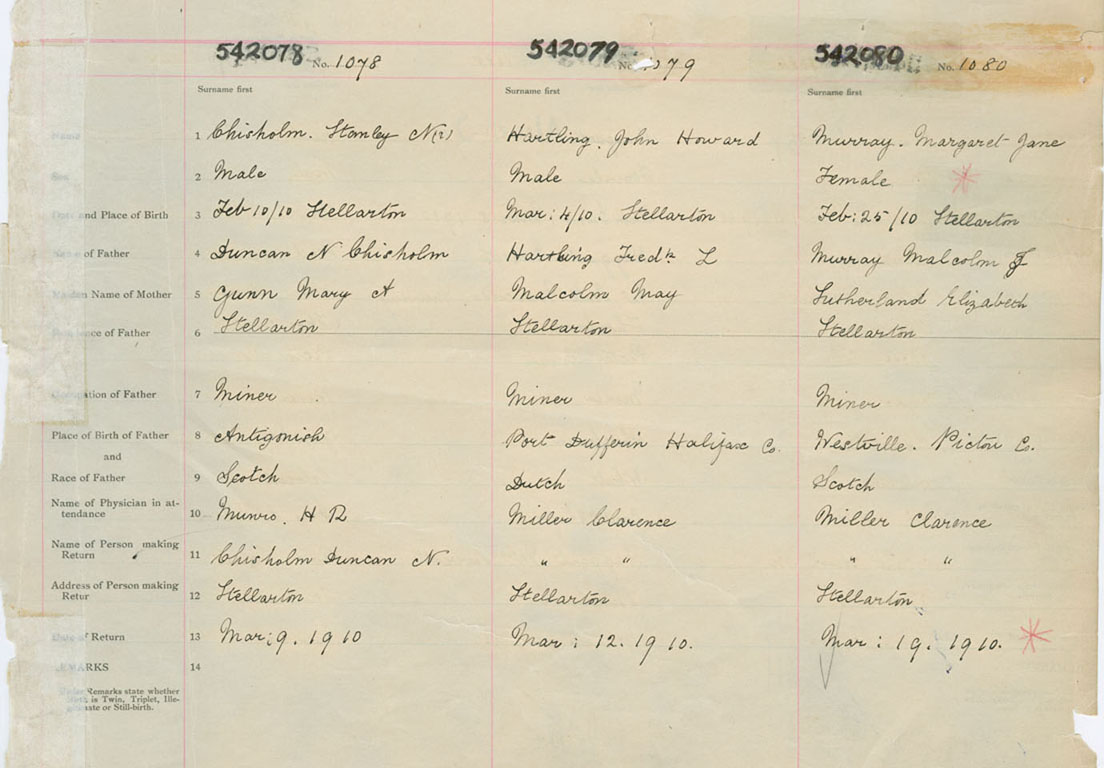 542078 No. 1078 542079 No. 1079 542080 No. 1080
Surname first Surname first Surname first
Name 1 Chisholm. Stanley N(?) Hartling. John Howard Murray. Margaret Jane
Sex 2 Male Male Female
Date and Place of Birth 3 Feb 10/10 Stellarton Mar: 4/10. Stellarton Feb: 25/10 Stellarton
Name of Father 4 Duncan N Chisholm Hartling Fredk L Murray Malcolm J
Maiden Name of Mother 5 Gunn Mary A Malcolm May Sutherland Elizabeth
Residence of Father 6 Stellarton Stellarton Stellarton
Occupation of Father 7 Miner Miner Miner
Place of Birth of Father 8 Antigonish Port Dufferin Halifax Co. Westville. Pictou Co.
and
Race of Father 9 Scotch Dutch Scotch
Name of Physician in at-
tendance 10 Munro. H R Miller Clarence Miller Clarence
Name of Person making
Return 11 Chisholm Duncan N. " " " "
Address of Person making
Retur 12 Stellarton Stellarton Stellarton
Date of Return 13 Mar: 9. 1910 Mar: 12. 1910. Mar: 19. 1910.
REMARKS 14
Under Remarks state whether
Birth is Twin, Triplet, Ille-
gitimate or Still-birth.